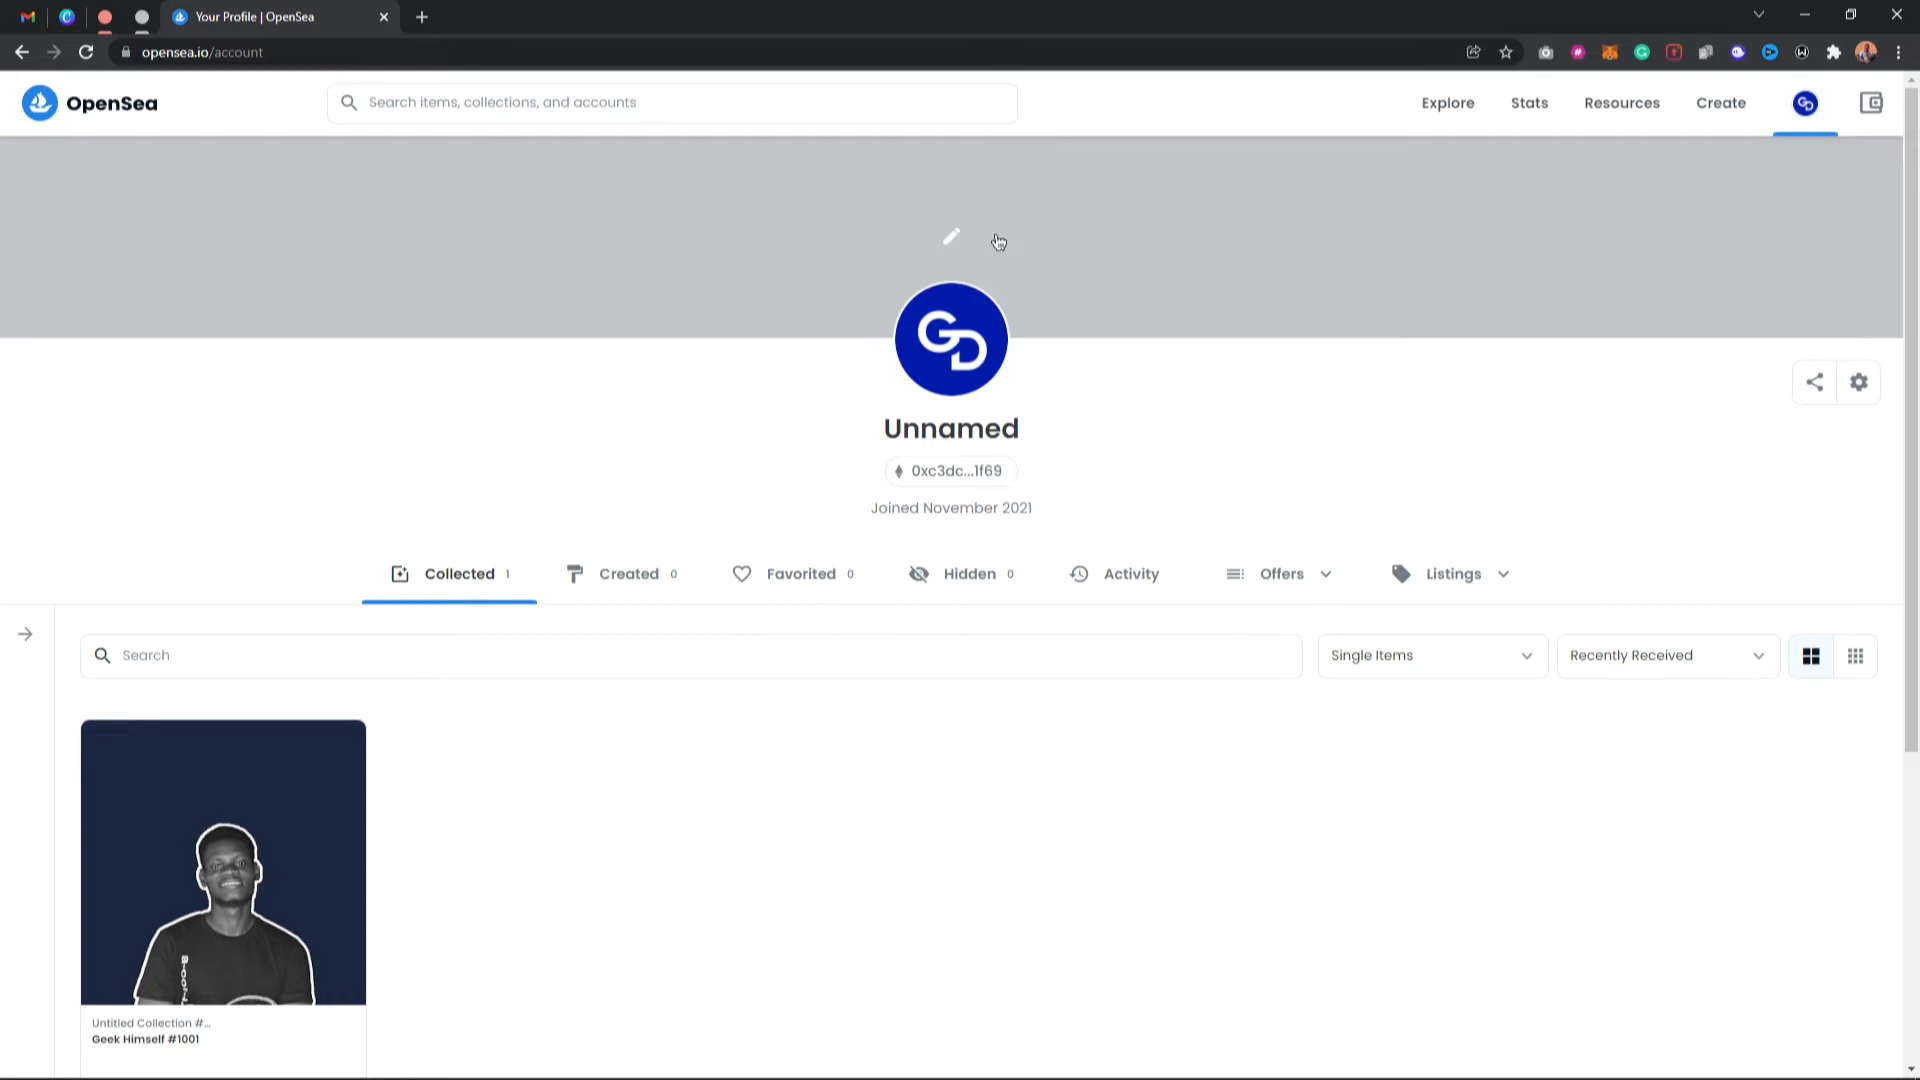 Your Profile | OpenSea
opensea.io/account
OpenSea
Search items, collections, and accounts
Explore
Stats
Resources
Create
GD
GD
Unnamed
0xc3dc...1f69
Joined November 2021
Collected 1
Created 0
Favorited 0
Hidden 0
Activity
Offers
Listings
Search
Single Items
Recently Received
Untitled Collection #...
Geek Himself #1001